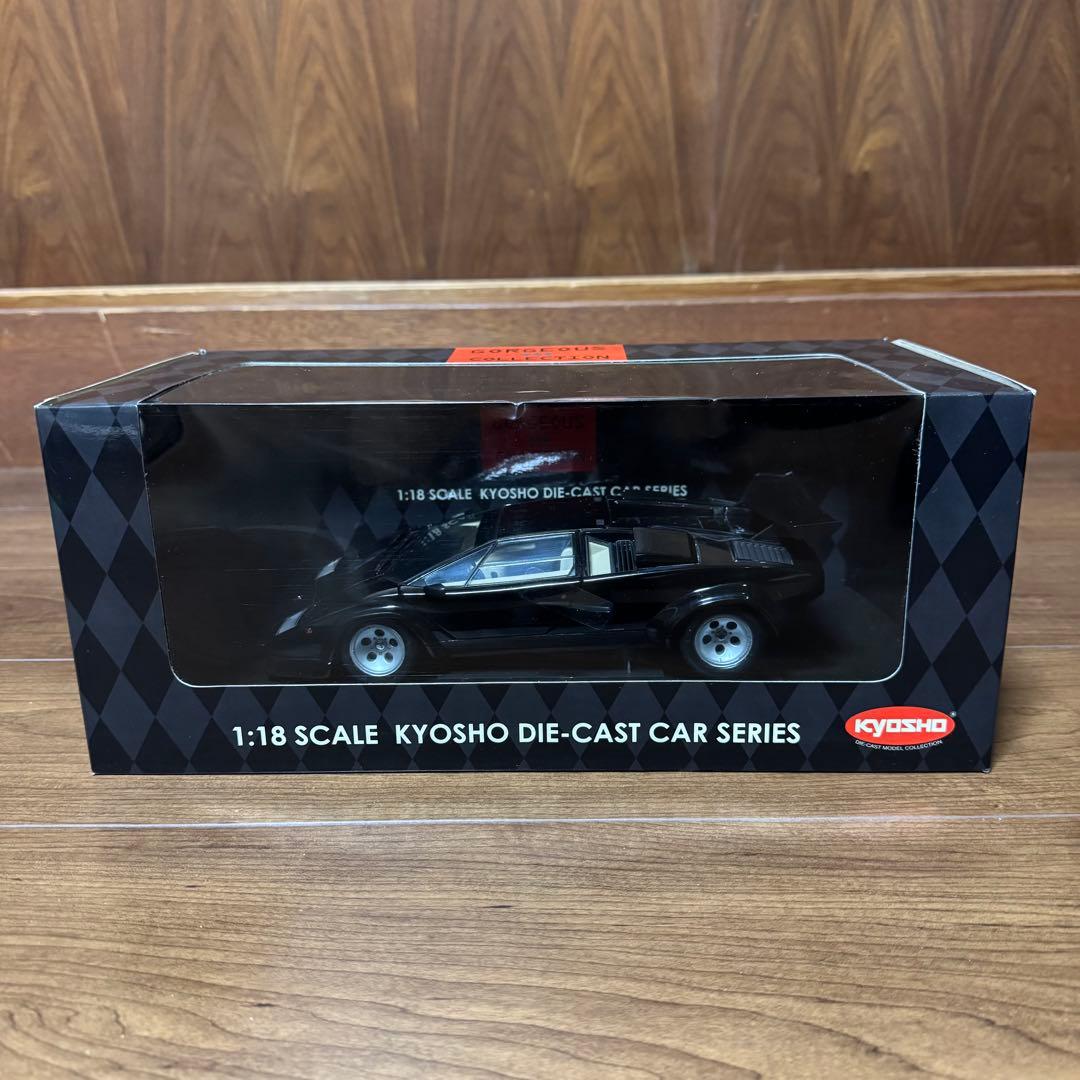 GORGEOUS
COLLECTION
1:18 SCALE KYOSHO DIE-CAST CAR SERIES
1:18 SCALE KYOSHO DIE-CAST CAR SERIES
KYOSHO
DIE-CAST MODEL COLLECTION